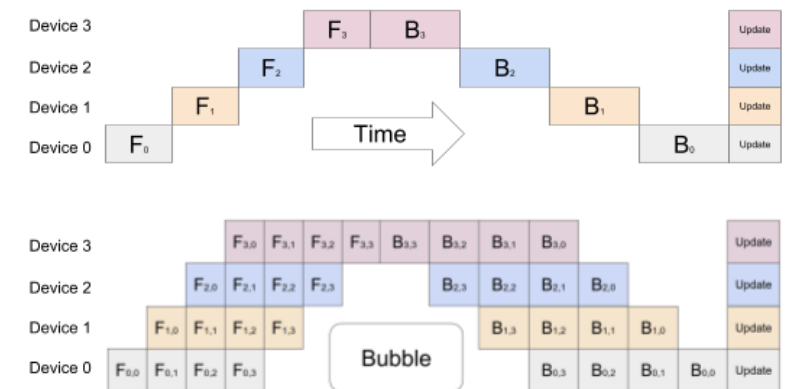 Device 3 F₃ B₃ Update
Device 2 F₂ B₂ Update
Device 1 F₁ B₁ Update
Time
Device 0 F₀ B₀ Update
Device 3 F₃,₀ F₃,₁ F₃,₂ F₃,₃ B₃,₃ B₃,₂ B₃,₁ B₃,₀ Update
Device 2 F₂,₀ F₂,₁ F₂,₂ F₂,₃ B₂,₃ B₂,₂ B₂,₁ B₂,₀ Update
Device 1 F₁,₀ F₁,₁ F₁,₂ F₁,₃ B₁,₃ B₁,₂ B₁,₁ B₁,₀ Update
Bubble
Device 0 F₀,₀ F₀,₁ F₀,₂ F₀,₃ B₀,₃ B₀,₂ B₀,₁ B₀,₀ Update